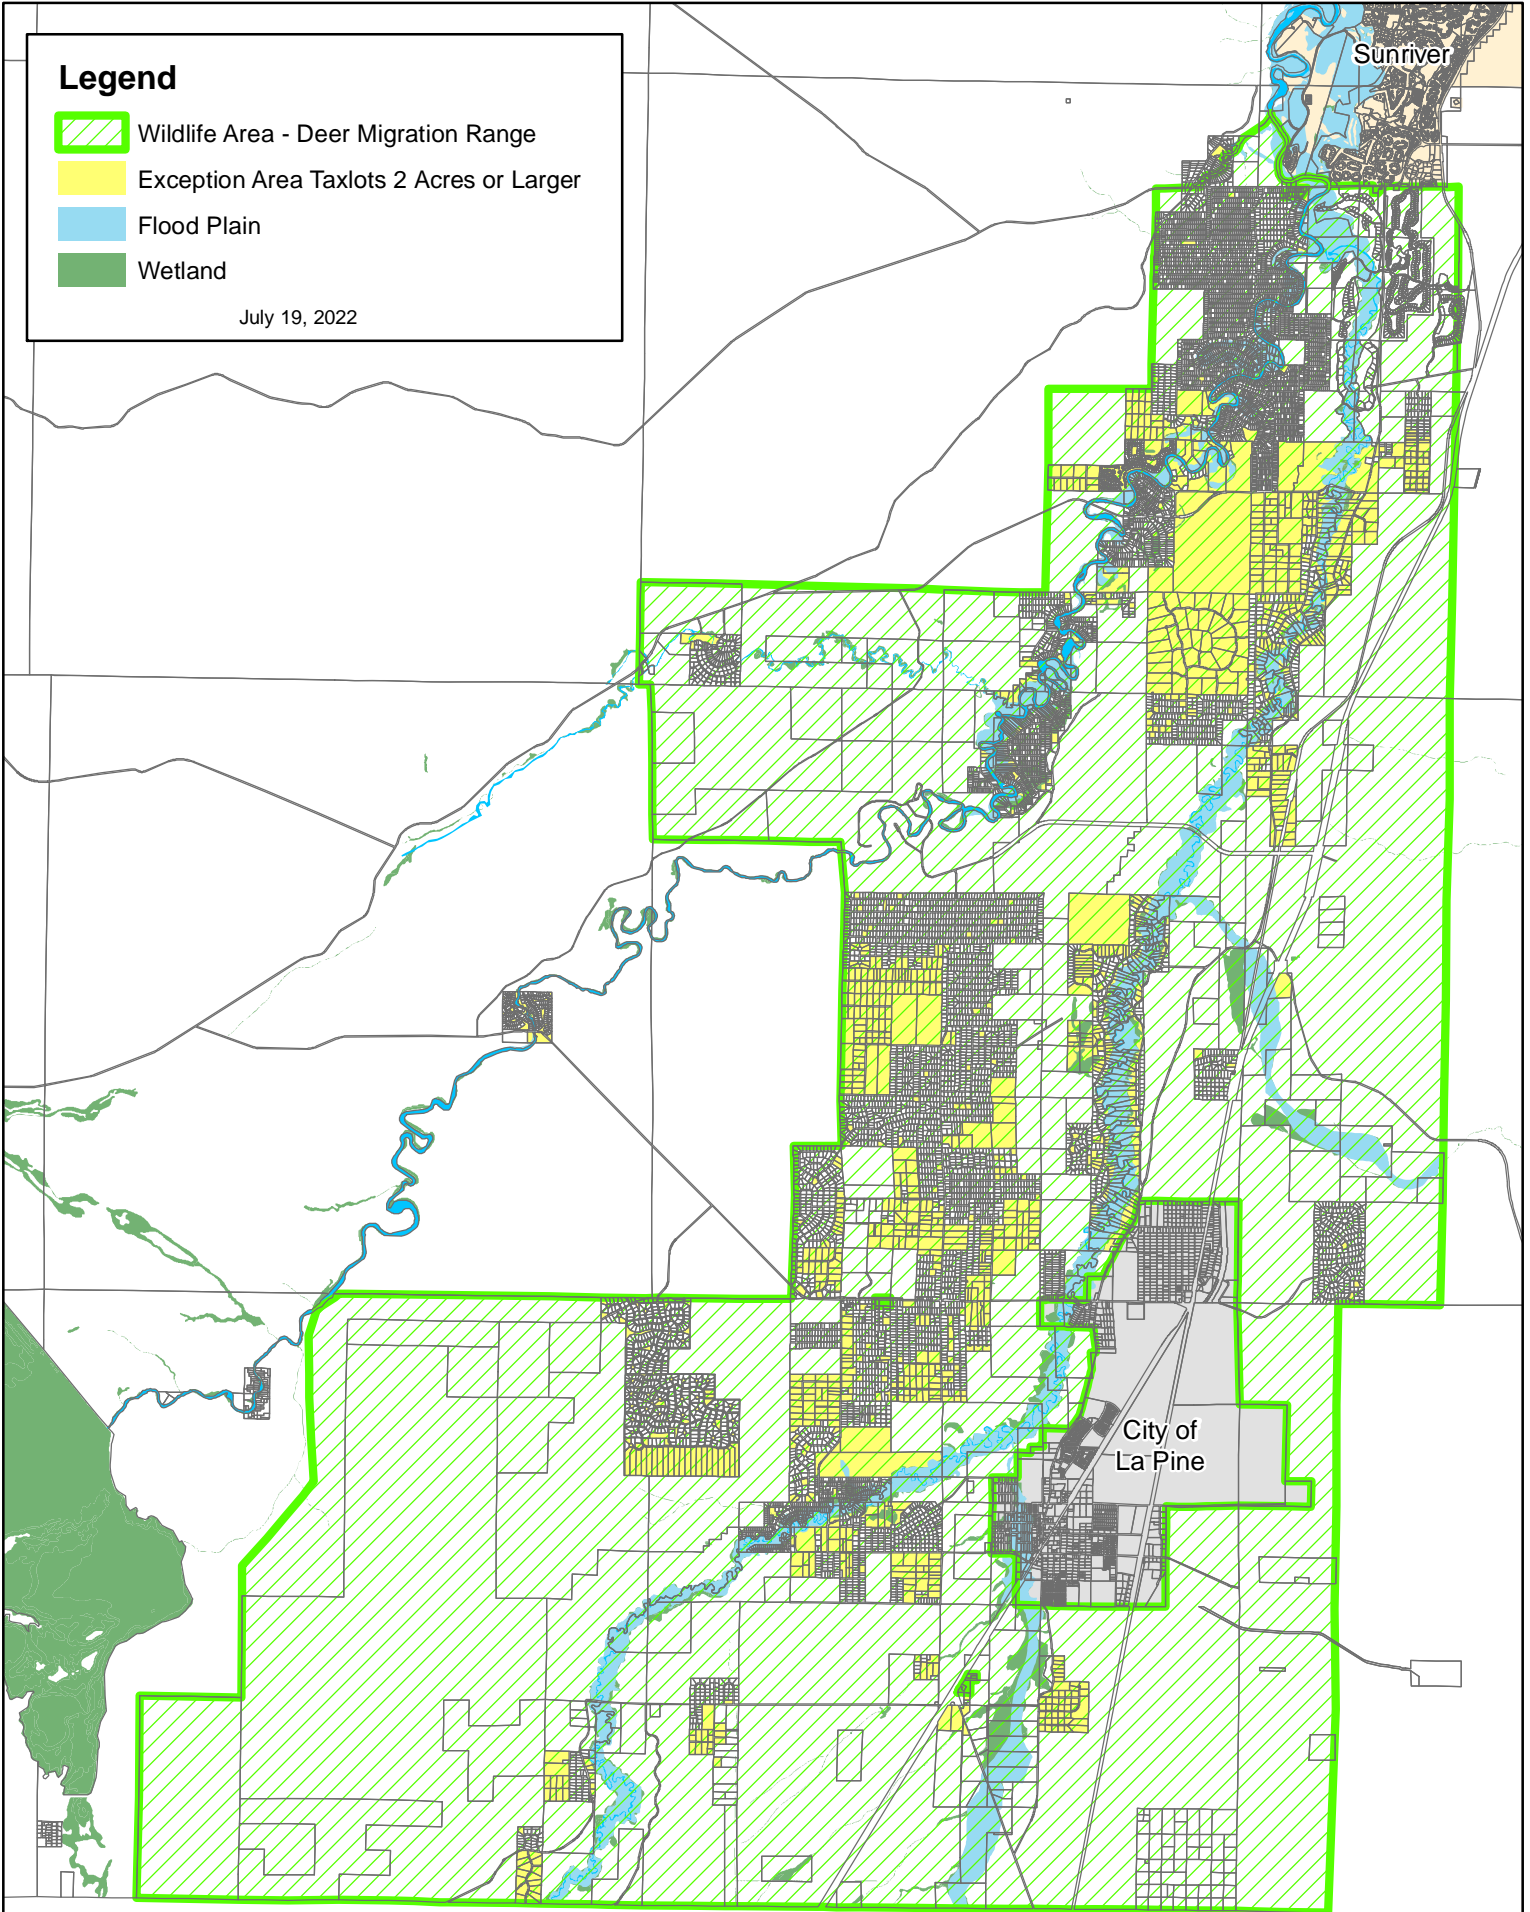 Legend
Wildlife Area - Deer Migration Range
Exception Area Taxlots 2 Acres or Larger
Flood Plain
Wetland
July 19, 2022
Sunriver
City of
La Pine